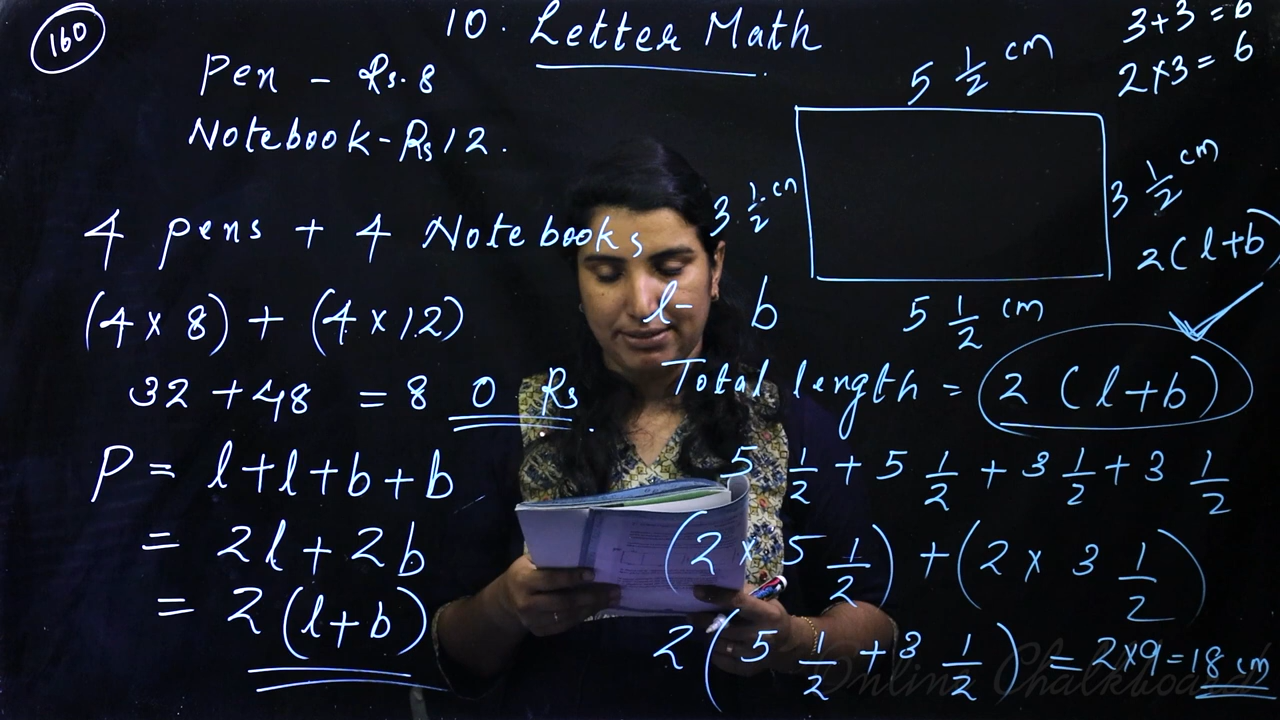 160
10. Letter Math
Pen - Rs.8
Notebook - Rs 12.
4 pens + 4 Notebooks
(4 × 8) + (4 × 12)
32 + 48 = 80 Rs.
P = l+l+b+b
= 2l + 2b
= 2(l+b)
3+3 = 6
2×3 = 6
5 1/2 cm
3 1/2 cm
3 1/2 cm
2(l+b)
5 1/2 cm
l - b
Total length = 2 (l+b)
5 1/2 + 5 1/2 + 3 1/2 + 3 1/2
(2 × 5 1/2) + (2 × 3 1/2)
2 (5 1/2 + 3 1/2) = 2×9 = 18 cm
Online Chalkboard